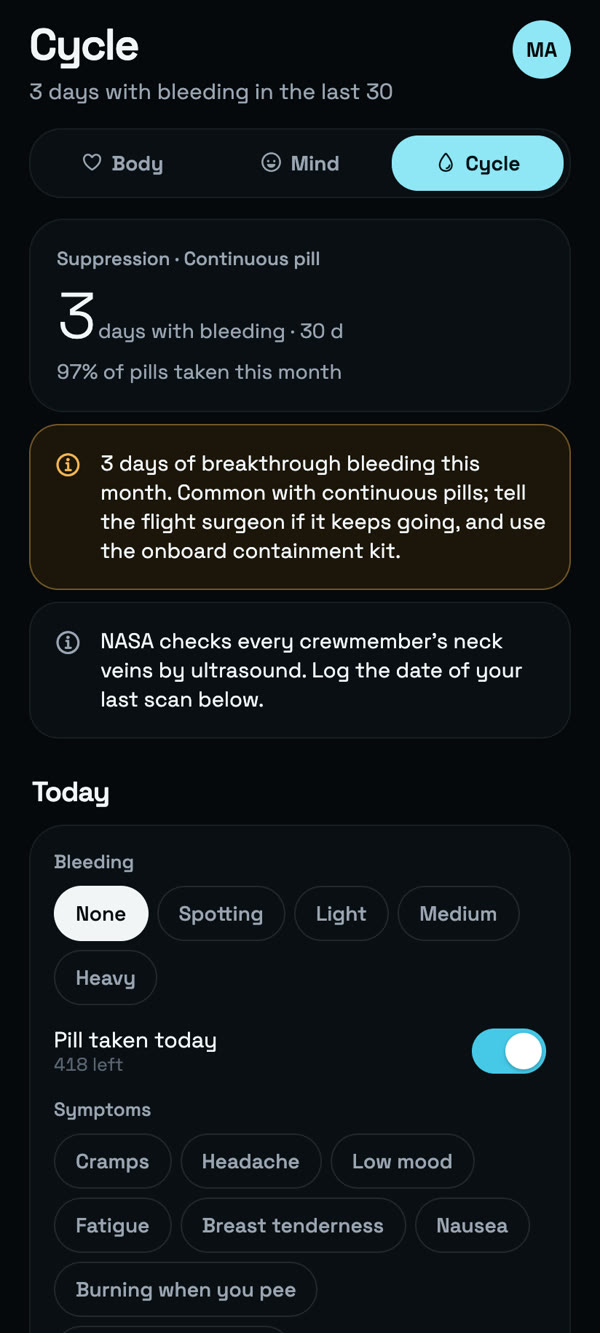 Cycle
MA
3 days with bleeding in the last 30
Body
Mind
Cycle
Suppression · Continuous pill
3 days with bleeding · 30 d
97% of pills taken this month
3 days of breakthrough bleeding this
month. Common with continuous pills; tell
the flight surgeon if it keeps going, and use
the onboard containment kit.
NASA checks every crewmember’s neck
veins by ultrasound. Log the date of your
last scan below.
Today
Bleeding
None
Spotting
Light
Medium
Heavy
Pill taken today
418 left
Symptoms
Cramps
Headache
Low mood
Fatigue
Breast tenderness
Nausea
Burning when you pee